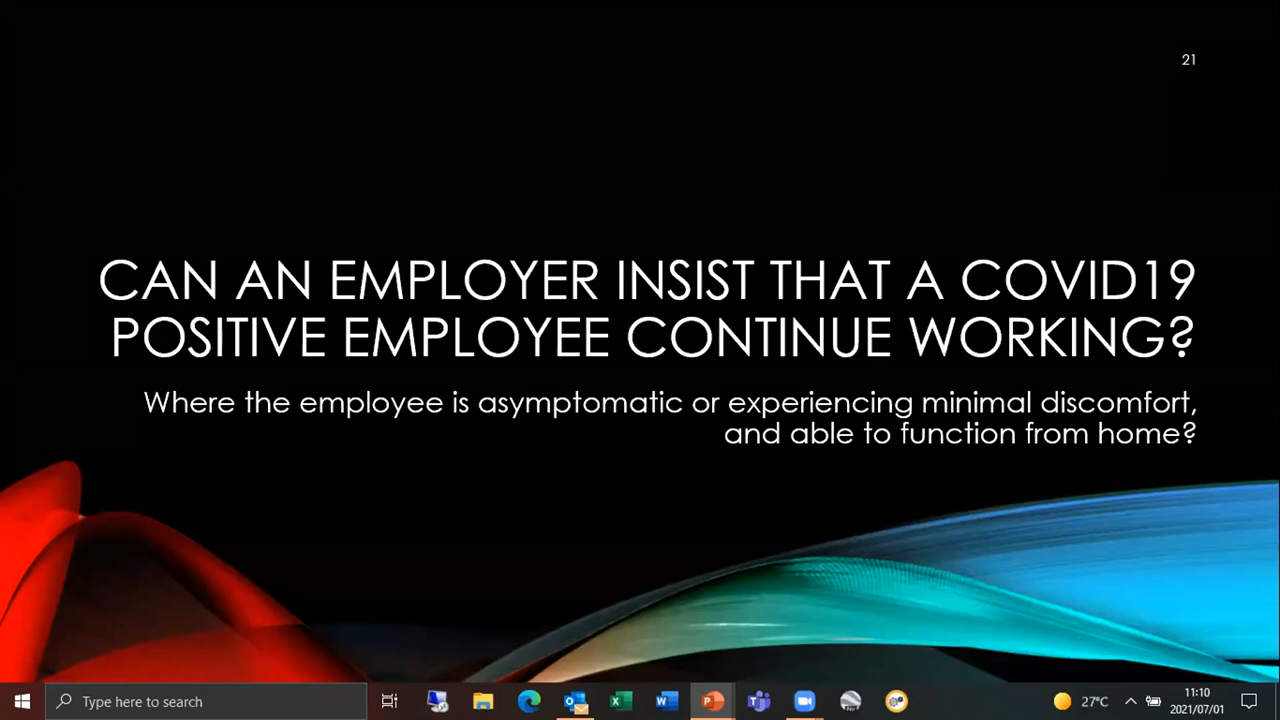 21
CAN AN EMPLOYER INSIST THAT A COVID19
POSITIVE EMPLOYEE CONTINUE WORKING?
Where the employee is asymptomatic or experiencing minimal discomfort,
and able to function from home?
Type here to search
27°C
11:10
2021/07/01